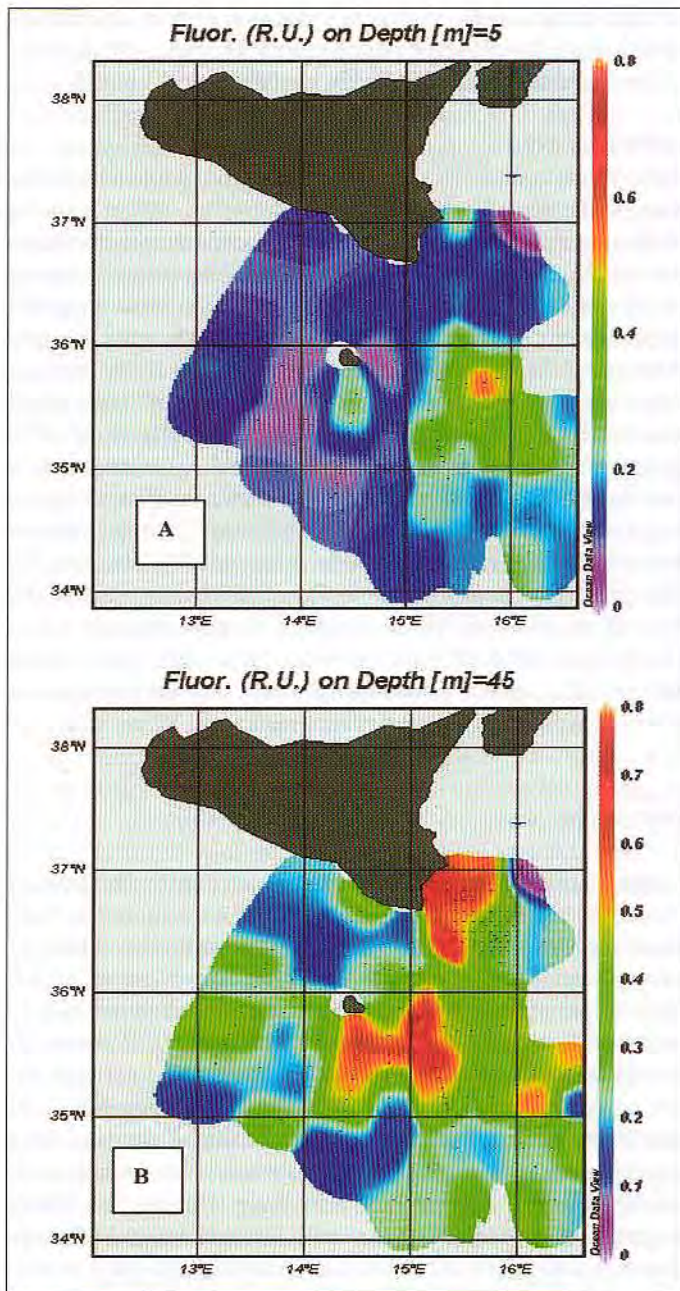 Fluor. (R.U.) on Depth [m]=5
0.8
38°N
0.6
37°N
36°N
0.4
35°N
0.2
A
34°N
0
13°E
14°E
15°E
16°E
Ocean Data View
Fluor. (R.U.) on Depth [m]=45
0.8
38°N
0.7
0.6
37°N
0.5
0.4
36°N
0.3
35°N
0.2
B
0.1
34°N
0
13°E
14°E
15°E
16°E
Ocean Data View